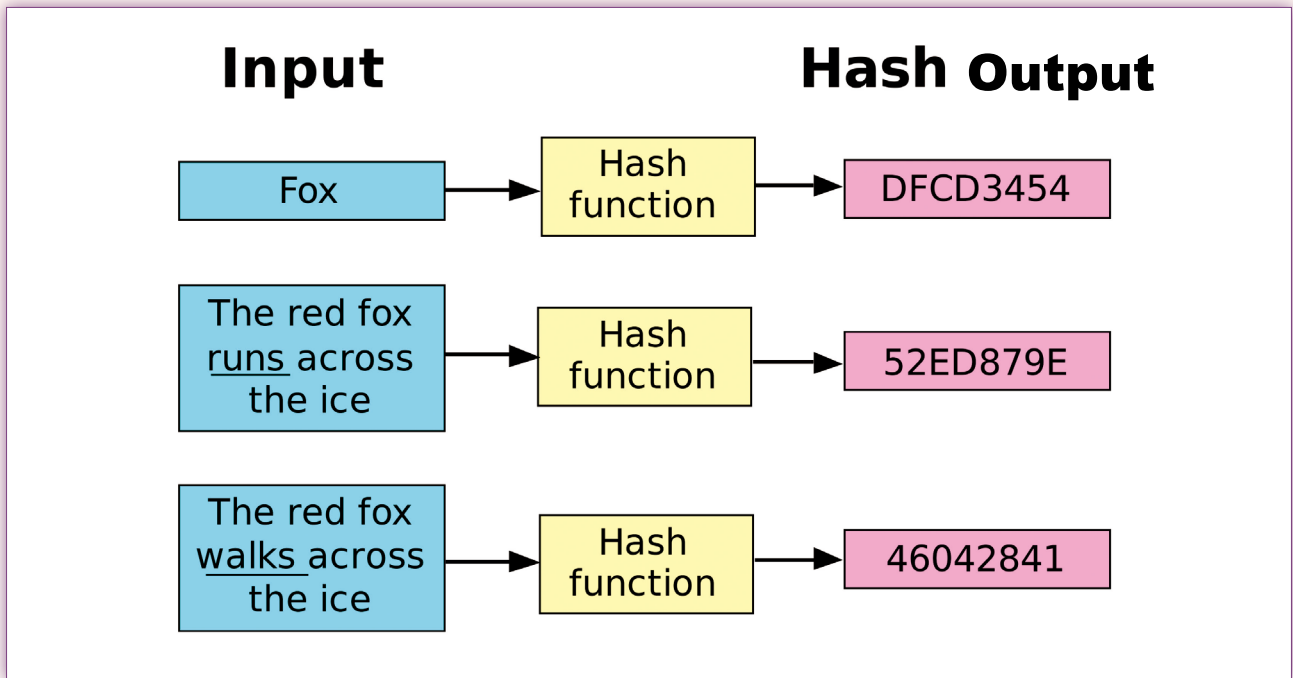 Input
Hash Output
Fox
Hash
function
DFCD3454
The red fox
runs across
the ice
Hash
function
52ED879E
The red fox
walks across
the ice
Hash
function
46042841